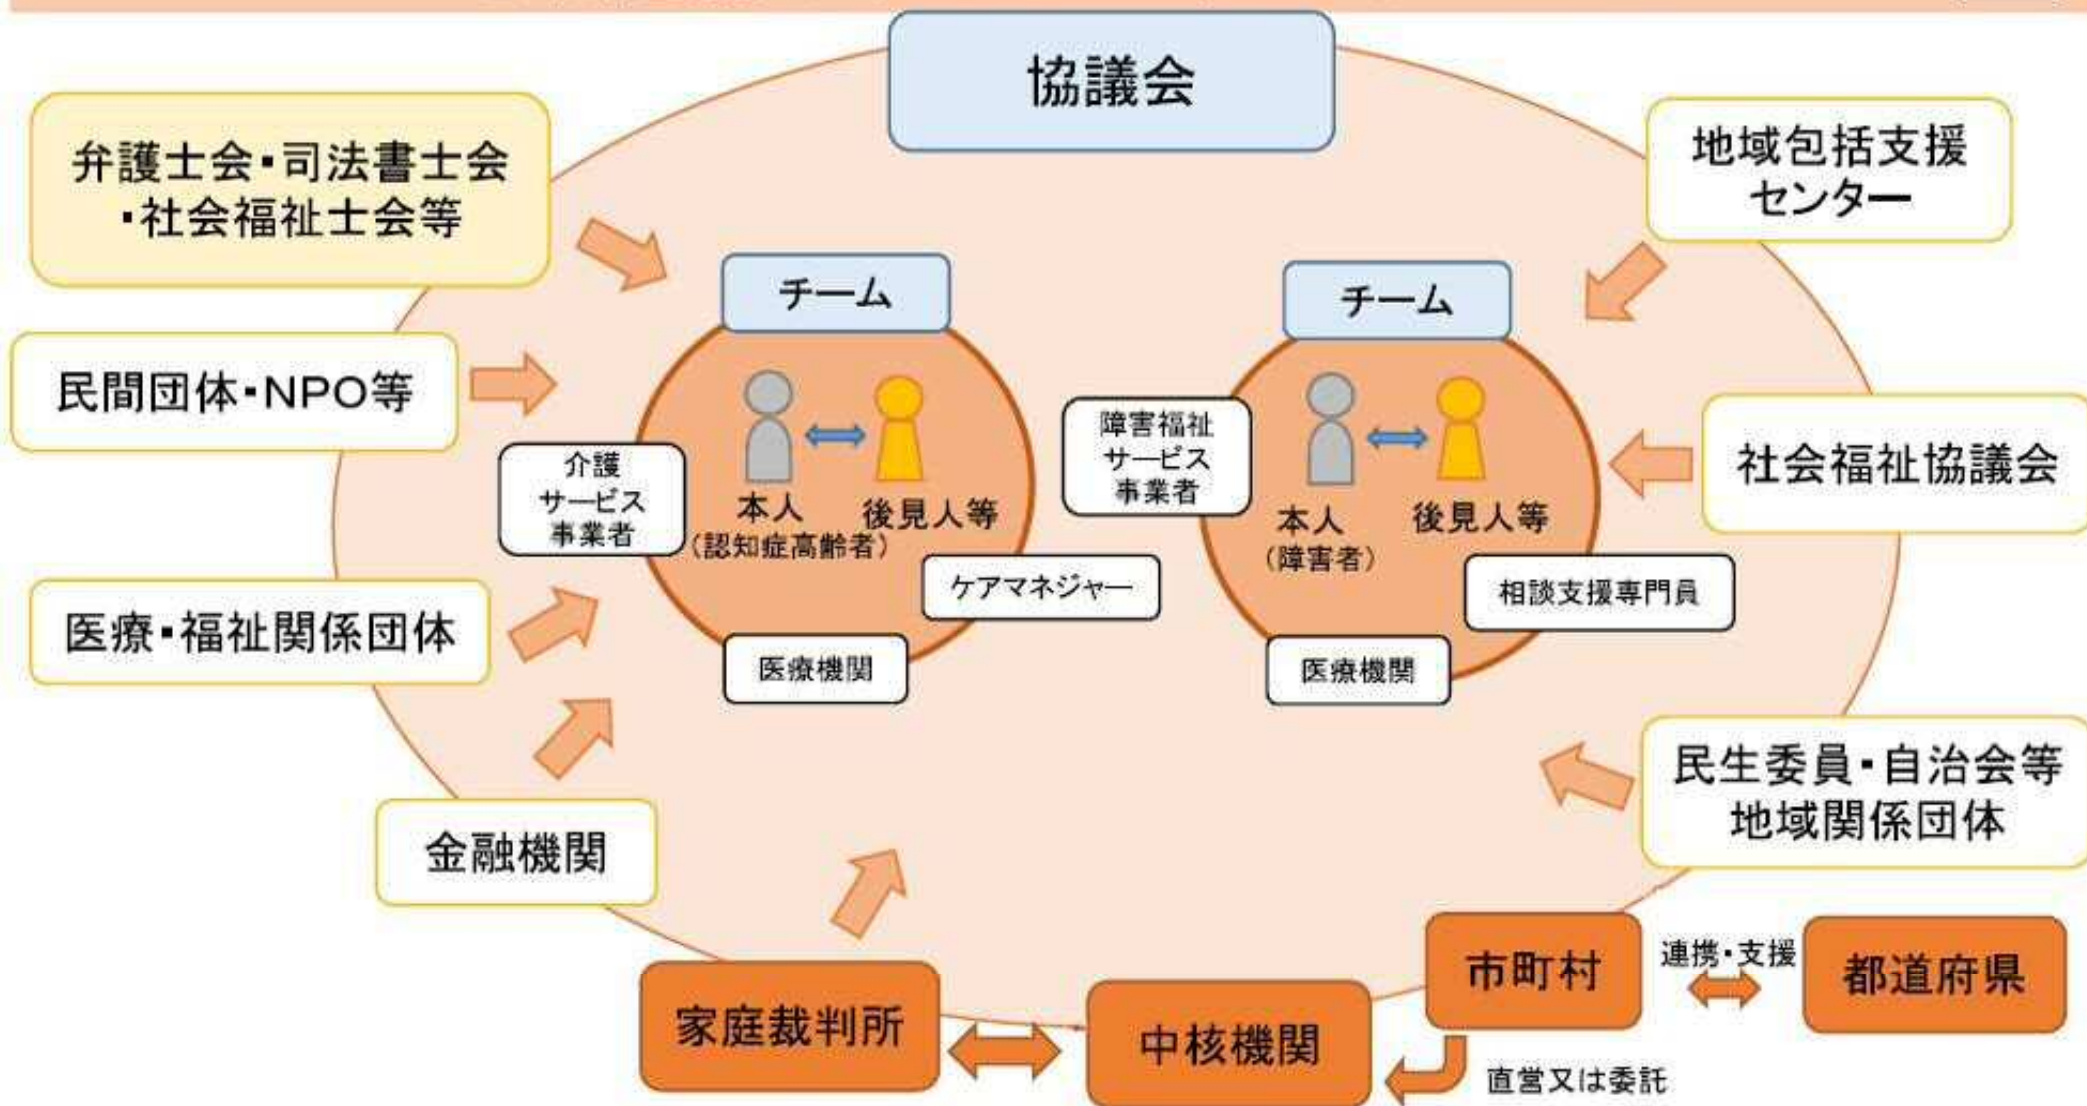 協議会
弁護士会・司法書士会
・社会福祉士会等
地域包括支援
センター
チーム
チーム
民間団体・NPO等
介護
サービス
事業者
本人
(認知症高齢者)
後見人等
ケアマネジャー
医療機関
障害福祉
サービス
事業者
本人
(障害者)
後見人等
相談支援専門員
医療機関
社会福祉協議会
医療・福祉関係団体
金融機関
民生委員・自治会等
地域関係団体
家庭裁判所
中核機関
市町村
連携・支援
都道府県
直営又は委託